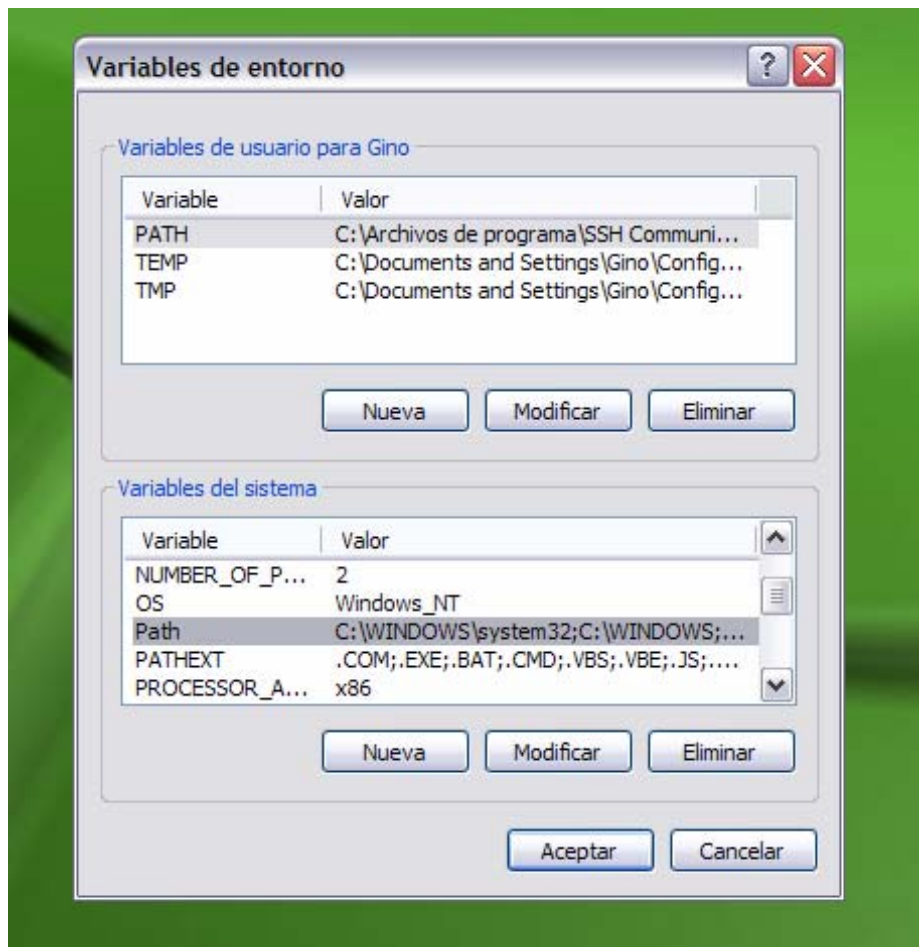 Variables de entorno
?
Variables de usuario para Gino
Variable Valor
PATH C:\Archivos de programa\SSH Communi...
TEMP C:\Documents and Settings\Gino\Config...
TMP C:\Documents and Settings\Gino\Config...
Nueva Modificar Eliminar
Variables del sistema
Variable Valor
NUMBER_OF_P... 2
OS Windows_NT
Path C:\WINDOWS\system32;C:\WINDOWS;...
PATHEXT .COM;.EXE;.BAT;.CMD;.VBS;.VBE;.JS;....
PROCESSOR_A... x86
Nueva Modificar Eliminar
Aceptar Cancelar